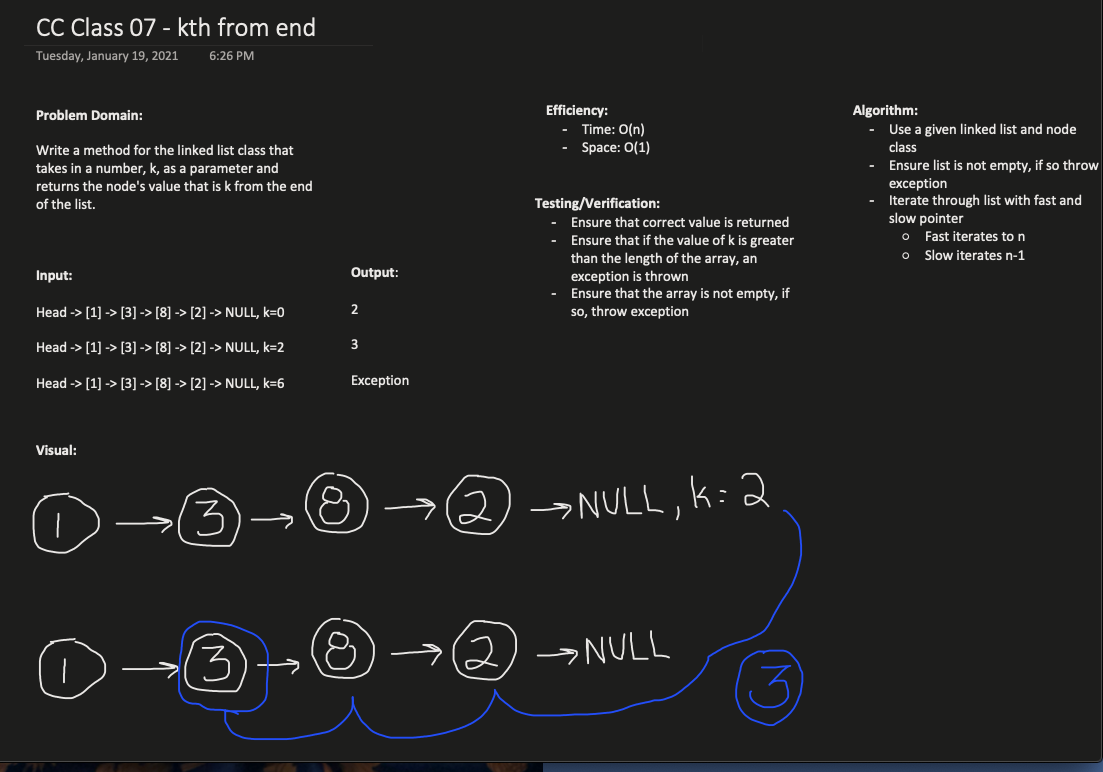 CC Class 07 - kth from end
Tuesday, January 19, 2021 6:26 PM
Problem Domain:
Write a method for the linked list class that
takes in a number, k, as a parameter and
returns the node's value that is k from the end
of the list.
Input:
Output:
Head -> [1] -> [3] -> [8] -> [2] -> NULL, k=0
2
Head -> [1] -> [3] -> [8] -> [2] -> NULL, k=2
3
Head -> [1] -> [3] -> [8] -> [2] -> NULL, k=6
Exception
Efficiency:
- Time: O(n)
- Space: O(1)
Testing/Verification:
- Ensure that correct value is returned
- Ensure that if the value of k is greater
than the length of the array, an
exception is thrown
- Ensure that the array is not empty, if
so, throw exception
Algorithm:
- Use a given linked list and node
class
- Ensure list is not empty, if so throw
exception
- Iterate through list with fast and
slow pointer
o Fast iterates to n
o Slow iterates n-1
Visual:
1 → 3 → 8 → 2 → NULL, k = 2
1 → 3 → 8 → 2 → NULL
3